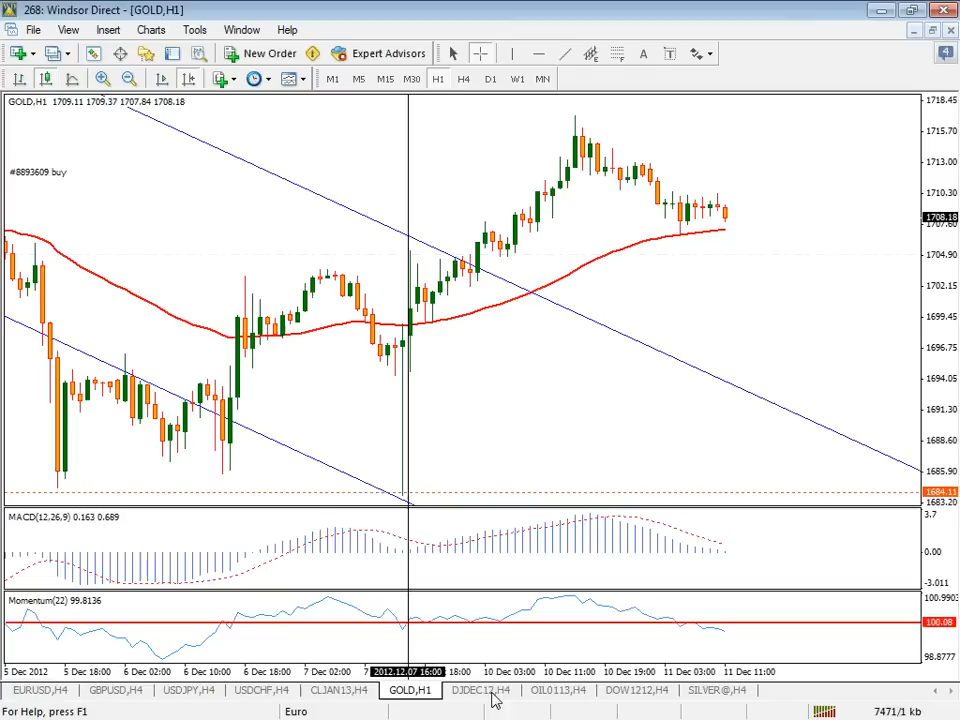 268: Windsor Direct - [GOLD,H1]
File View Insert Charts Tools Window Help
New Order Expert Advisors 4
A T
M1 M5 M15 M30 H1 H4 D1 W1 MN
GOLD,H1 1709.11 1709.37 1707.84 1708.18
#8893609 buy
1718.45
1715.70
1713.00
1710.30
1708.18
1704.90
1702.15
1699.45
1696.75
1694.05
1691.30
1688.60
1685.90
1684.11
1683.20
MACD(12,26,9) 0.163 0.689
3.7
0.00
-3.011
Momentum(22) 99.8136
100.9903
100.08
98.8777
5 Dec 2012 5 Dec 18:00 6 Dec 02:00 6 Dec 10:00 6 Dec 18:00 7 Dec 02:00 7 2012.12.07 16:00 18:00 10 Dec 03:00 10 Dec 11:00 10 Dec 19:00 11 Dec 03:00 11 Dec 11:00
EURUSD,H4 GBPUSD,H4 USDJPY,H4 USDCHF,H4 CLJAN13,H4 GOLD,H1 DJDEC12,H4 OIL0113,H4 DOW1212,H4 SILVER@,H4
For Help, press F1 Euro 7471/1 kb